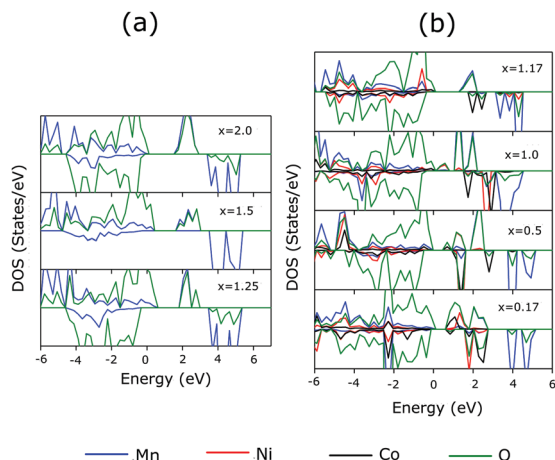 (a)
(b)
DOS (States/eV)
x=2.0
x=1.5
x=1.25
-6 -4 -2 0 2 4 6
Energy (eV)
DOS (States/eV)
x=1.17
x=1.0
x=0.5
x=0.17
-6 -4 -2 0 2 4 6
Energy (eV)
Mn Ni Co O